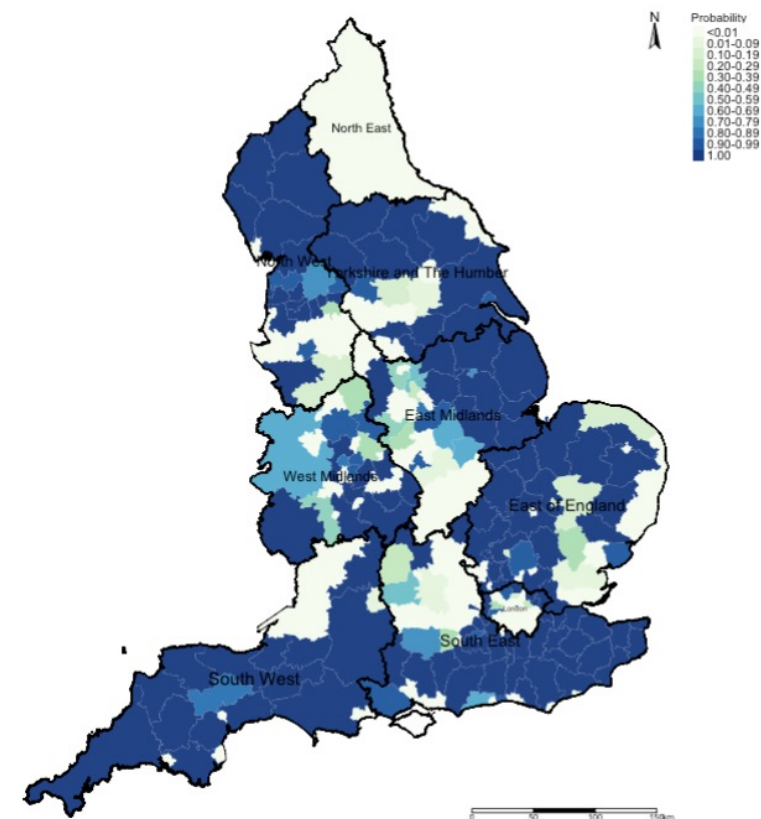 N
Probability
<0.01
0.01-0.09
0.10-0.19
0.20-0.29
0.30-0.39
0.40-0.49
0.50-0.59
0.60-0.69
0.70-0.79
0.80-0.89
0.90-0.99
1.00
North East
North West
Yorkshire and The Humber
East Midlands
West Midlands
East of England
London
South East
South West
0
50
100
150km